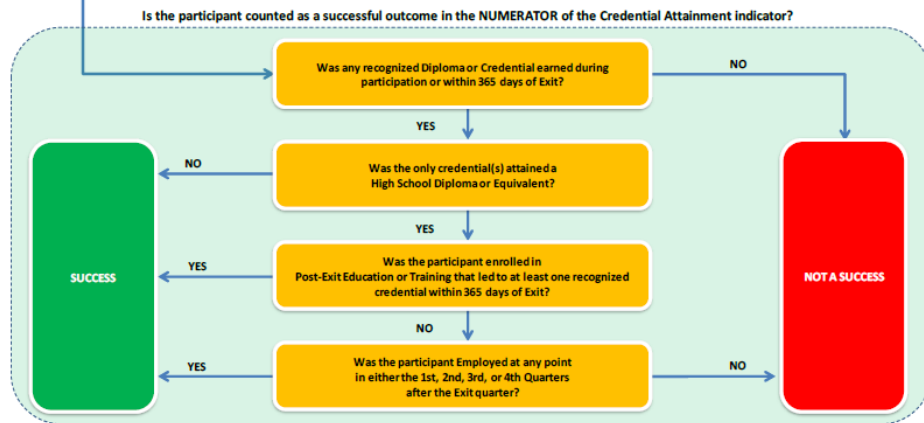 Is the participant counted as a successful outcome in the NUMERATOR of the Credential Attainment indicator?
Was any recognized Diploma or Credential earned during
participation or within 365 days of Exit?
NO
YES
NO
Was the only credential(s) attained a
High School Diploma or Equivalent?
YES
SUCCESS
YES
Was the participant enrolled in
Post-Exit Education or Training that led to at least one recognized
credential within 365 days of Exit?
NOT A SUCCESS
NO
YES
Was the participant Employed at any point
in either the 1st, 2nd, 3rd, or 4th Quarters
after the Exit quarter?
NO